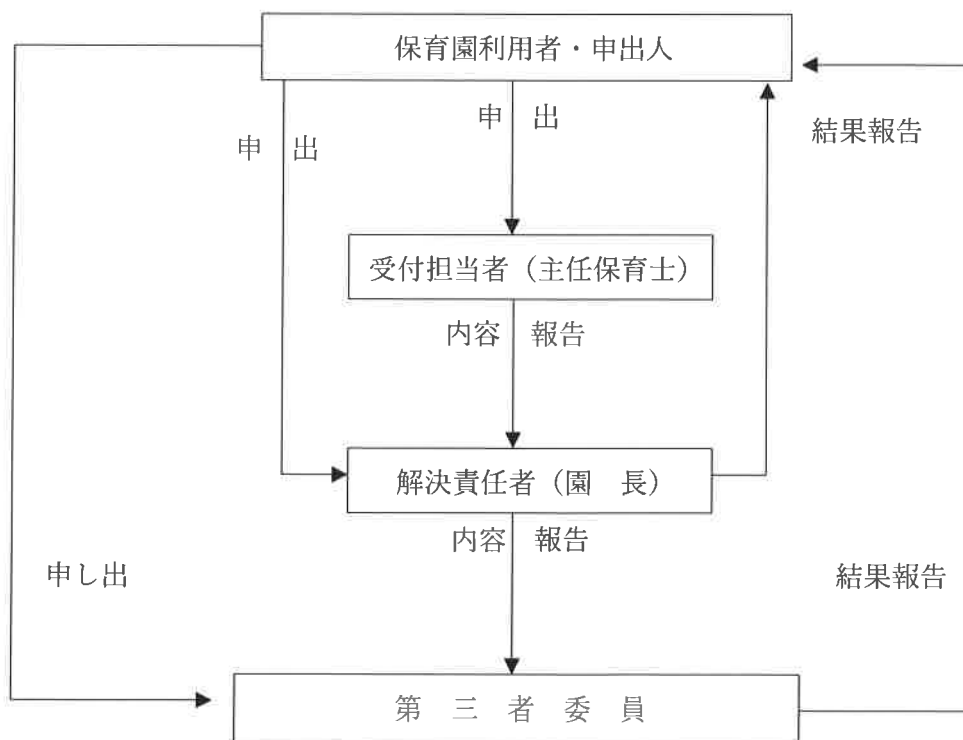 保育園利用者・申出人
申 出
申 出
結果報告
受付担当者（主任保育士）
内容 報告
解決責任者（園　長）
内容 報告
申し出
結果報告
第　三　者　委　員